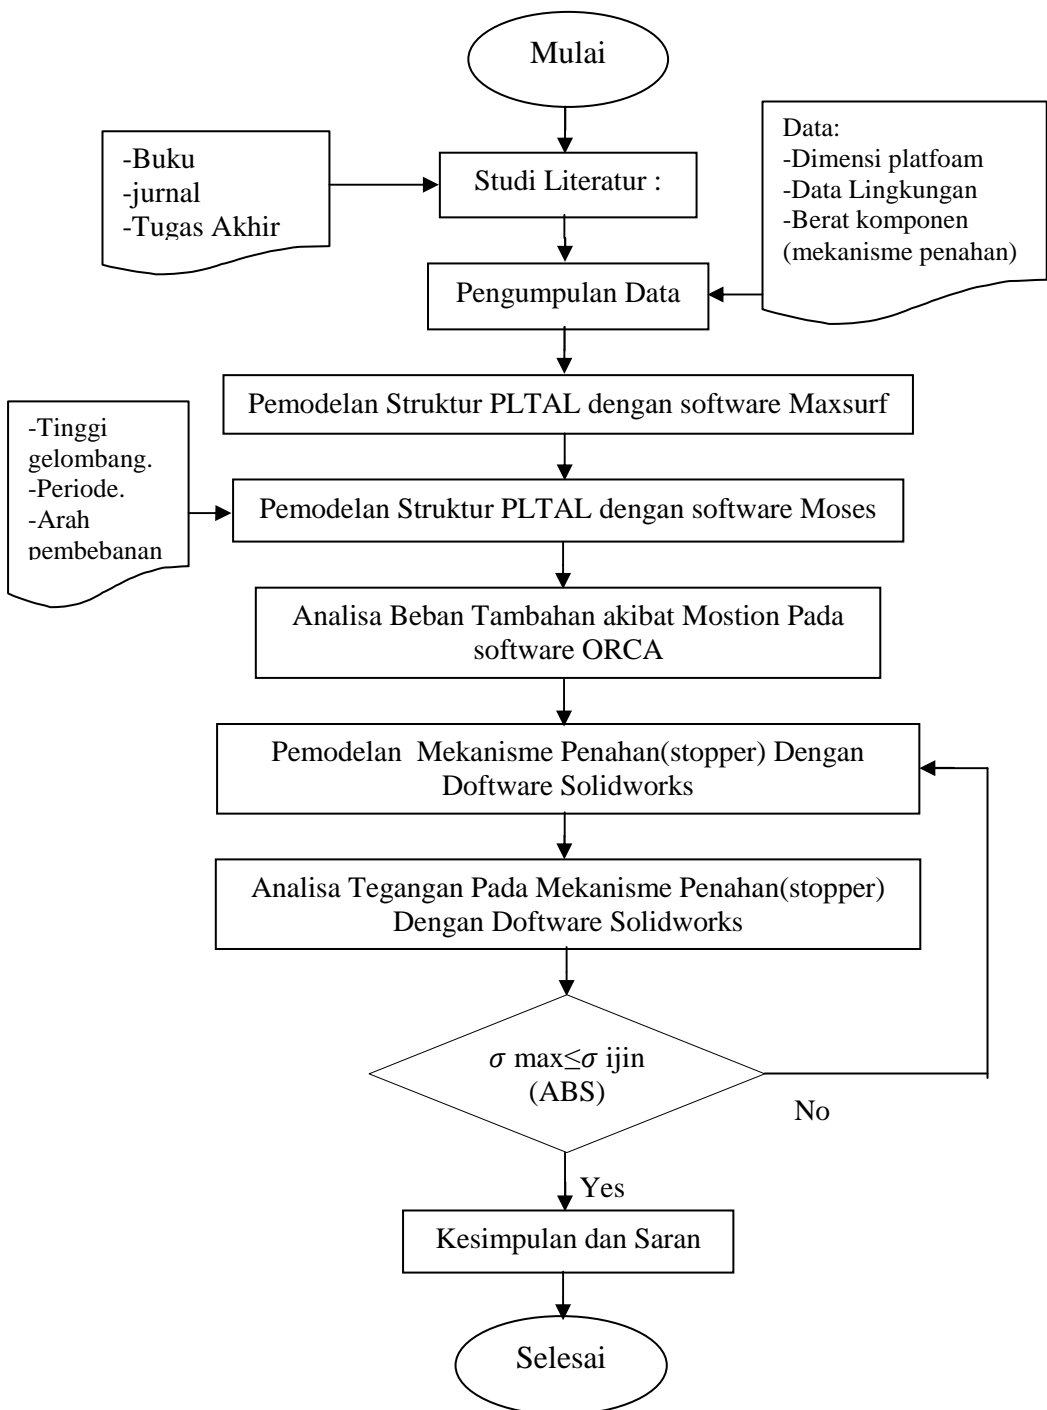 Mulai
-Buku
-jurnal
-Tugas Akhir
Studi Literatur :
Data:
-Dimensi platfoam
-Data Lingkungan
-Berat komponen
(mekanisme penahan)
Pengumpulan Data
Pemodelan Struktur PLTAL dengan software Maxsurf
-Tinggi
gelombang.
-Periode.
-Arah
pembebanan
Pemodelan Struktur PLTAL dengan software Moses
Analisa Beban Tambahan akibat Mostion Pada
software ORCA
Pemodelan  Mekanisme Penahan(stopper) Dengan
Doftware Solidworks
Analisa Tegangan Pada Mekanisme Penahan(stopper)
Dengan Doftware Solidworks
σ max≤σ ijin
(ABS)
No
Yes
Kesimpulan dan Saran
Selesai